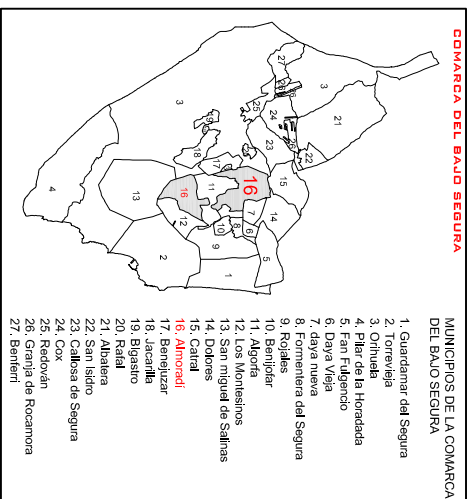 COMARCA DEL BAJO SEGURA
MUNICIPIOS DE LA COMARCA
DEL BAJO SEGURA
1. Guardamar del Segura
2. Torrevieja
3. Orihuela
4. Pilar de la Horadada
5. Fan Fulgencio
6. Daya Vieja
7. daya nueva
8. Formentera del Segura
9. Rojales
10. Benijofar
11. Algorfa
12. Los Montesinos
13. San miguel de Salinas
14. Dolores
15. Catral
16. Almoradí
17. Benejuzar
18. Jacarilla
19. Bigastro
20. Rafal
21. Albatera
22. San Isidro
23. Callosa de Segura
24. Cox
25. Redován
26. Granja de Rocamora
27. Benferri
27
3
21
3
25
24
22
23
18
17
15
16
14
11
7
6
8
10
5
4
13
16
12
9
2
1